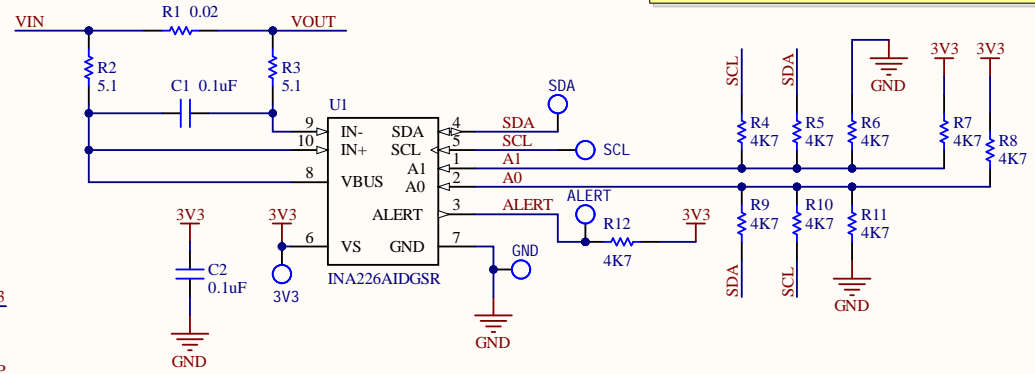 R1 0.02
VIN
VOUT
R2
5.1
C1 0.1uF
R3
5.1
U1
9
IN-
10
IN+
8
VBUS
6
VS
SDA
4
SCL
5
A1
1
A0
2
ALERT
3
GND
7
INA226AIDGSR
SDA
SCL
A1
A0
ALERT
SDA
SCL
ALERT
R12
4K7
3V3
GND
GND
3V3
C2
0.1uF
GND
3V3
3V3
SCL
SDA
GND
3V3
3V3
R4
4K7
R5
4K7
R6
4K7
R7
4K7
R8
4K7
R9
4K7
R10
4K7
R11
4K7
SDA
SCL
GND